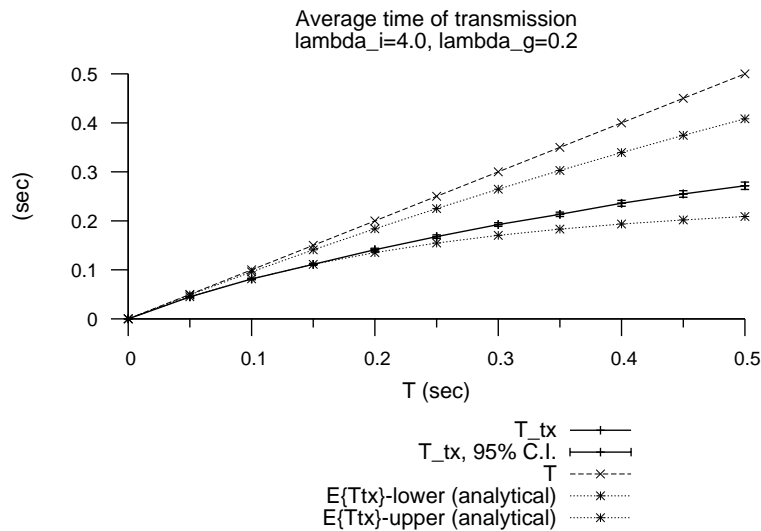 Average time of transmission
lambda_i=4.0, lambda_g=0.2
0.5
0.4
0.3
0.2
0.1
0
(sec)
0 0.1 0.2 0.3 0.4 0.5
T (sec)
T_tx
T_tx, 95% C.I.
T
E{Ttx}-lower (analytical)
E{Ttx}-upper (analytical)